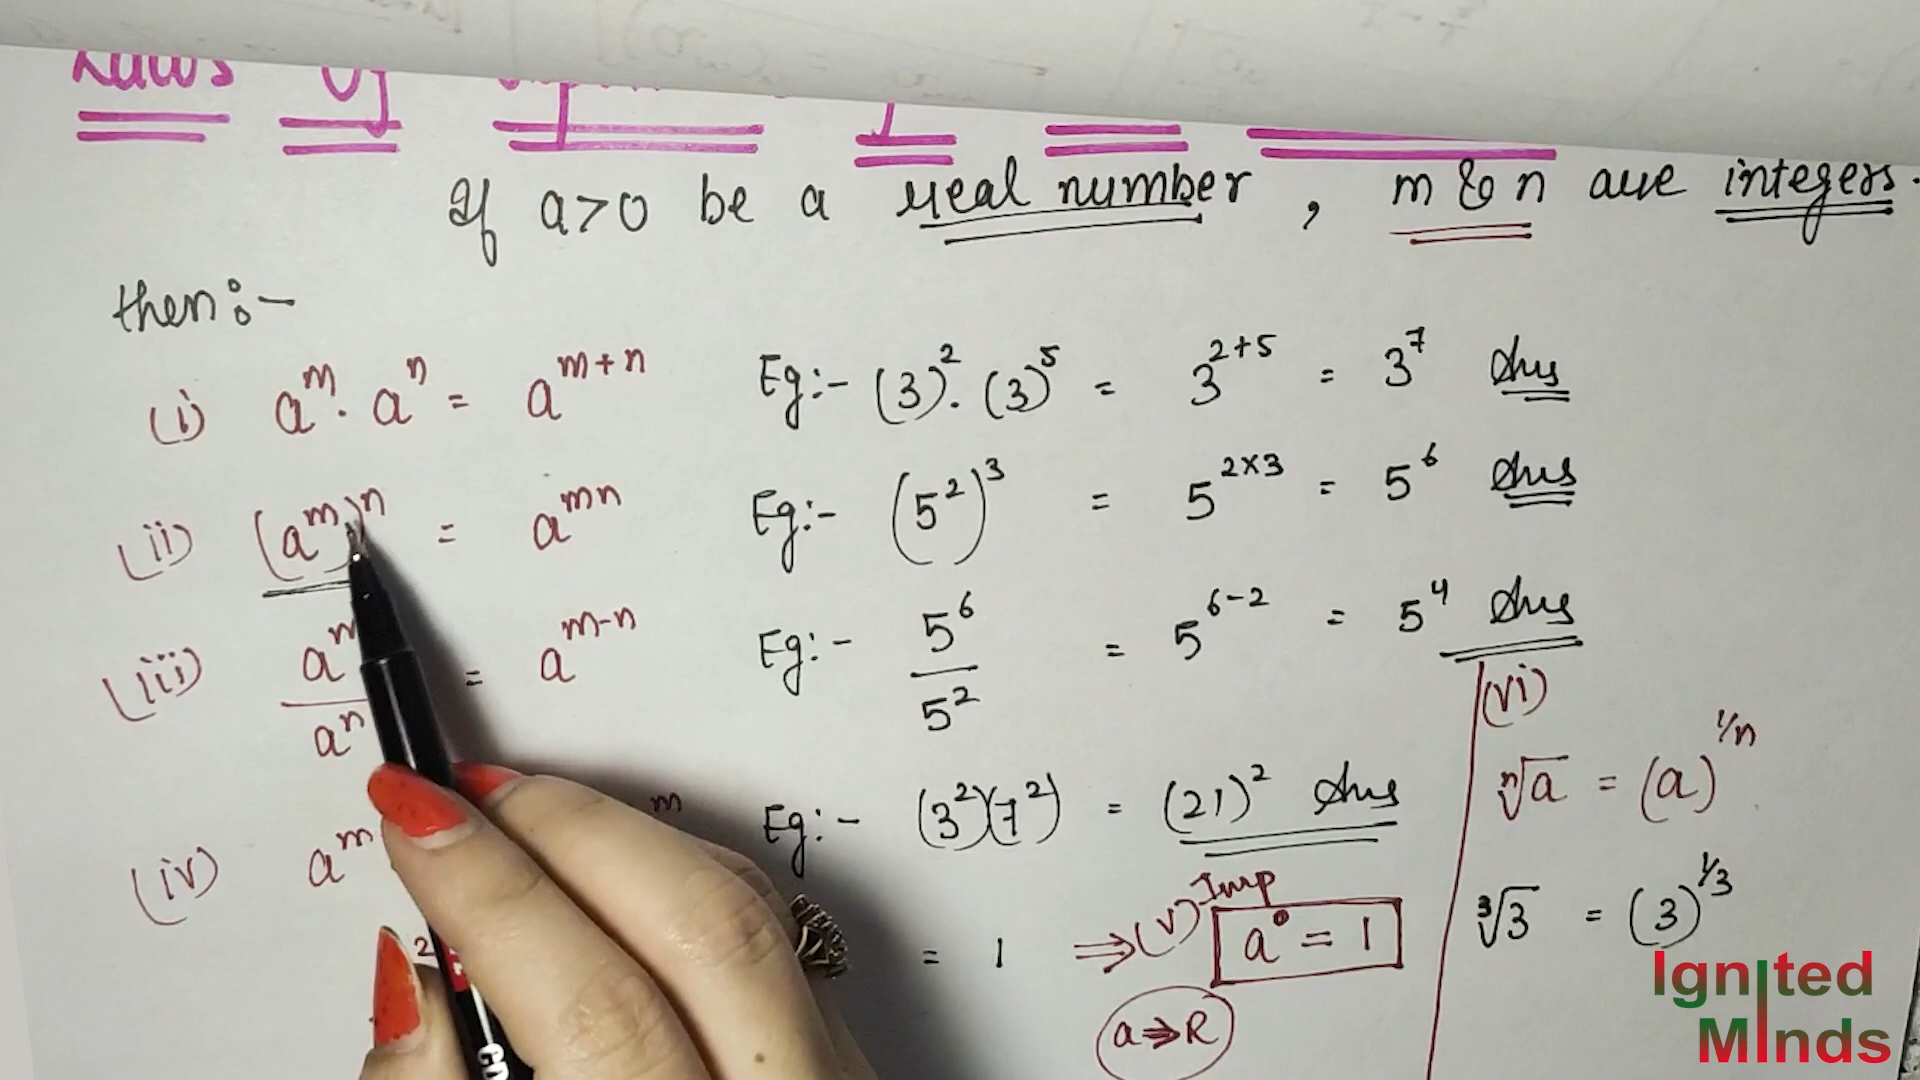 Laws of
If a>0 be a real number, m & n are integers.
then:-
(i) a^m . a^n = a^(m+n) Eg:- (3)^2 . (3)^5 = 3^(2+5) = 3^7 Ans
(ii) (a^m)^n = a^(mn) Eg:- (5^2)^3 = 5^(2×3) = 5^6 Ans
(iii) a^m/a^n = a^(m-n) Eg:- 5^6/5^2 = 5^(6-2) = 5^4 Ans
(iv) a^m m Eg:- (3^2)(7^2) = (21)^2 Ans
2 = 1 ⇒ (v) Imp a° = 1
a → R
(vi)
ⁿ√a = (a)^(1/n)
³√3 = (3)^(1/3)
Ignited
Minds